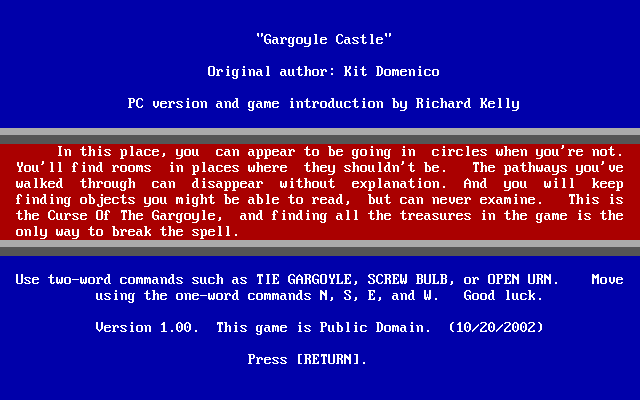 "Gargoyle Castle"
Original author: Kit Domenico
PC version and game introduction by Richard Kelly
In this place, you can appear to be going in circles when you're not.
You'll find rooms in places where they shouldn't be. The pathways you've
walked through can disappear without explanation. And you will keep
finding objects you might be able to read, but can never examine. This is
the Curse Of The Gargoyle, and finding all the treasures in the game is the
only way to break the spell.
Use two-word commands such as TIE GARGOYLE, SCREW BULB, or OPEN URN. Move
using the one-word commands N, S, E, and W. Good luck.
Version 1.00. This game is Public Domain. (10/20/2002)
Press [RETURN].